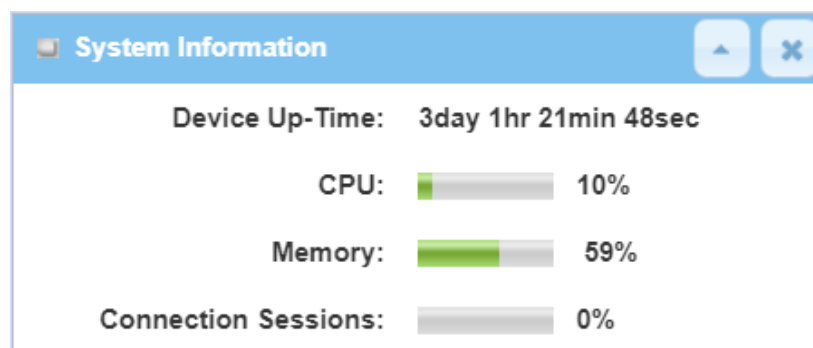 System Information
Device Up-Time: 3day 1hr 21min 48sec
CPU: 10%
Memory: 59%
Connection Sessions: 0%